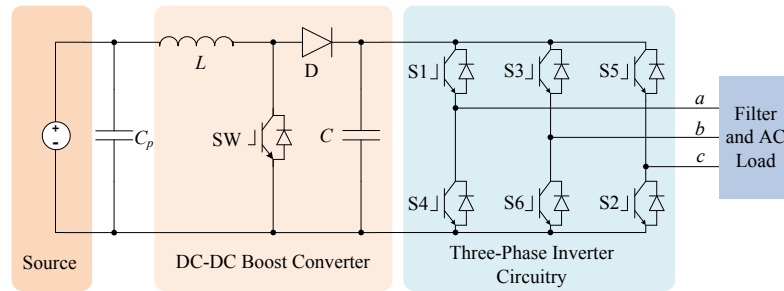 L
D
C_p
SW
C
S1
S3
S5
S4
S6
S2
a
b
c
Filter
and AC
Load
Source
DC-DC Boost Converter
Three-Phase Inverter
Circuitry